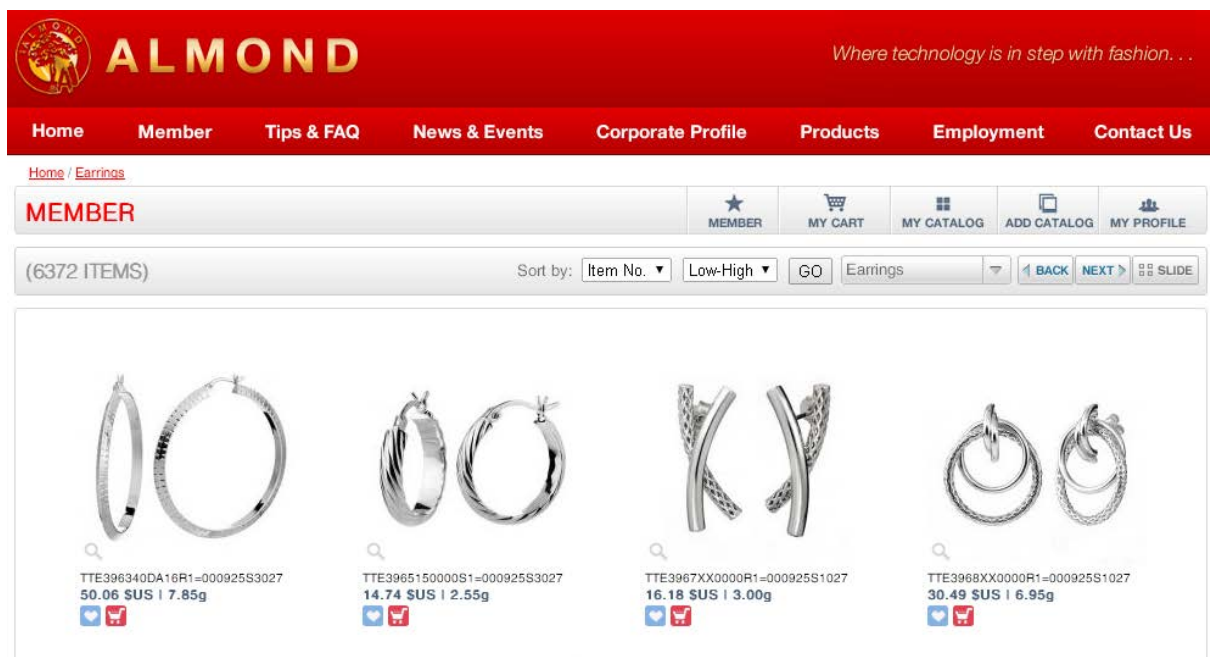 ALMOND
ALMOND
Where technology is in step with fashion. . .
Home Member Tips & FAQ News & Events Corporate Profile Products Employment Contact Us
Home / Earrings
MEMBER
MEMBER MY CART MY CATALOG ADD CATALOG MY PROFILE
(6372 ITEMS) Sort by: Item No. Low-High GO Earrings BACK NEXT SLIDE
TTE396340DA16R1=000925S3027 TTE3965150000S1=000925S3027 TTE3967XX0000R1=000925S1027 TTE3968XX0000R1=000925S1027
50.06 $US | 7.85g 14.74 $US | 2.55g 16.18 $US | 3.00g 30.49 $US | 6.95g